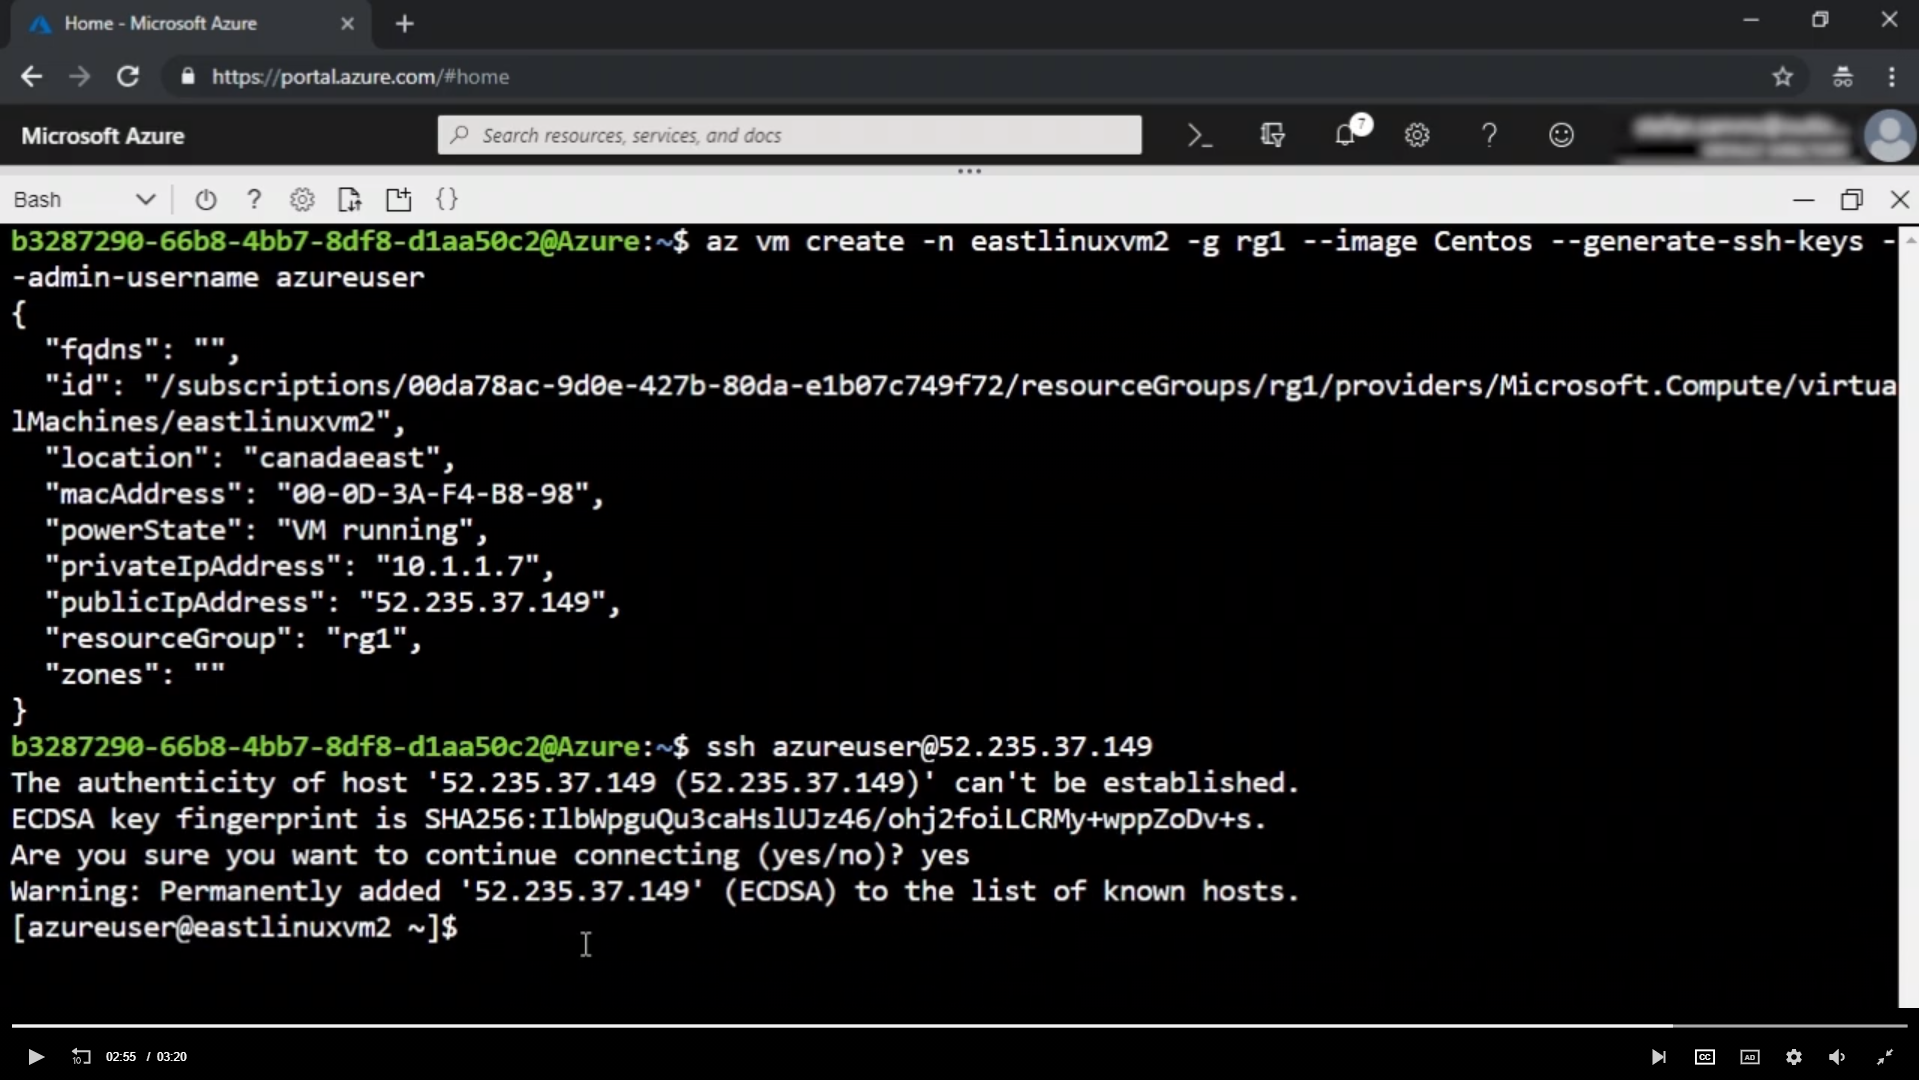 Home - Microsoft Azure
https://portal.azure.com/#home
Microsoft Azure
Search resources, services, and docs
7
Bash
b3287290-66b8-4bb7-8df8-d1aa50c2@Azure:~$ az vm create -n eastlinuxvm2 -g rg1 --image Centos --generate-ssh-keys -
-admin-username azureuser
{
  "fqdns": "",
  "id": "/subscriptions/00da78ac-9d0e-427b-80da-e1b07c749f72/resourceGroups/rg1/providers/Microsoft.Compute/virtua
lMachines/eastlinuxvm2",
  "location": "canadaeast",
  "macAddress": "00-0D-3A-F4-B8-98",
  "powerState": "VM running",
  "privateIpAddress": "10.1.1.7",
  "publicIpAddress": "52.235.37.149",
  "resourceGroup": "rg1",
  "zones": ""
}
b3287290-66b8-4bb7-8df8-d1aa50c2@Azure:~$ ssh azureuser@52.235.37.149
The authenticity of host '52.235.37.149 (52.235.37.149)' can't be established.
ECDSA key fingerprint is SHA256:IlbWpguQu3caHslUJz46/ohj2foiLCRMy+wppZoDv+s.
Are you sure you want to continue connecting (yes/no)? yes
Warning: Permanently added '52.235.37.149' (ECDSA) to the list of known hosts.
[azureuser@eastlinuxvm2 ~]$
10 02:55 / 03:20 CC AD